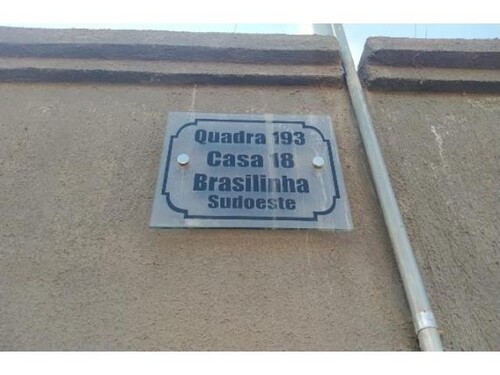 Quadra 193
Casa 18
Brasilinha
Sudoeste